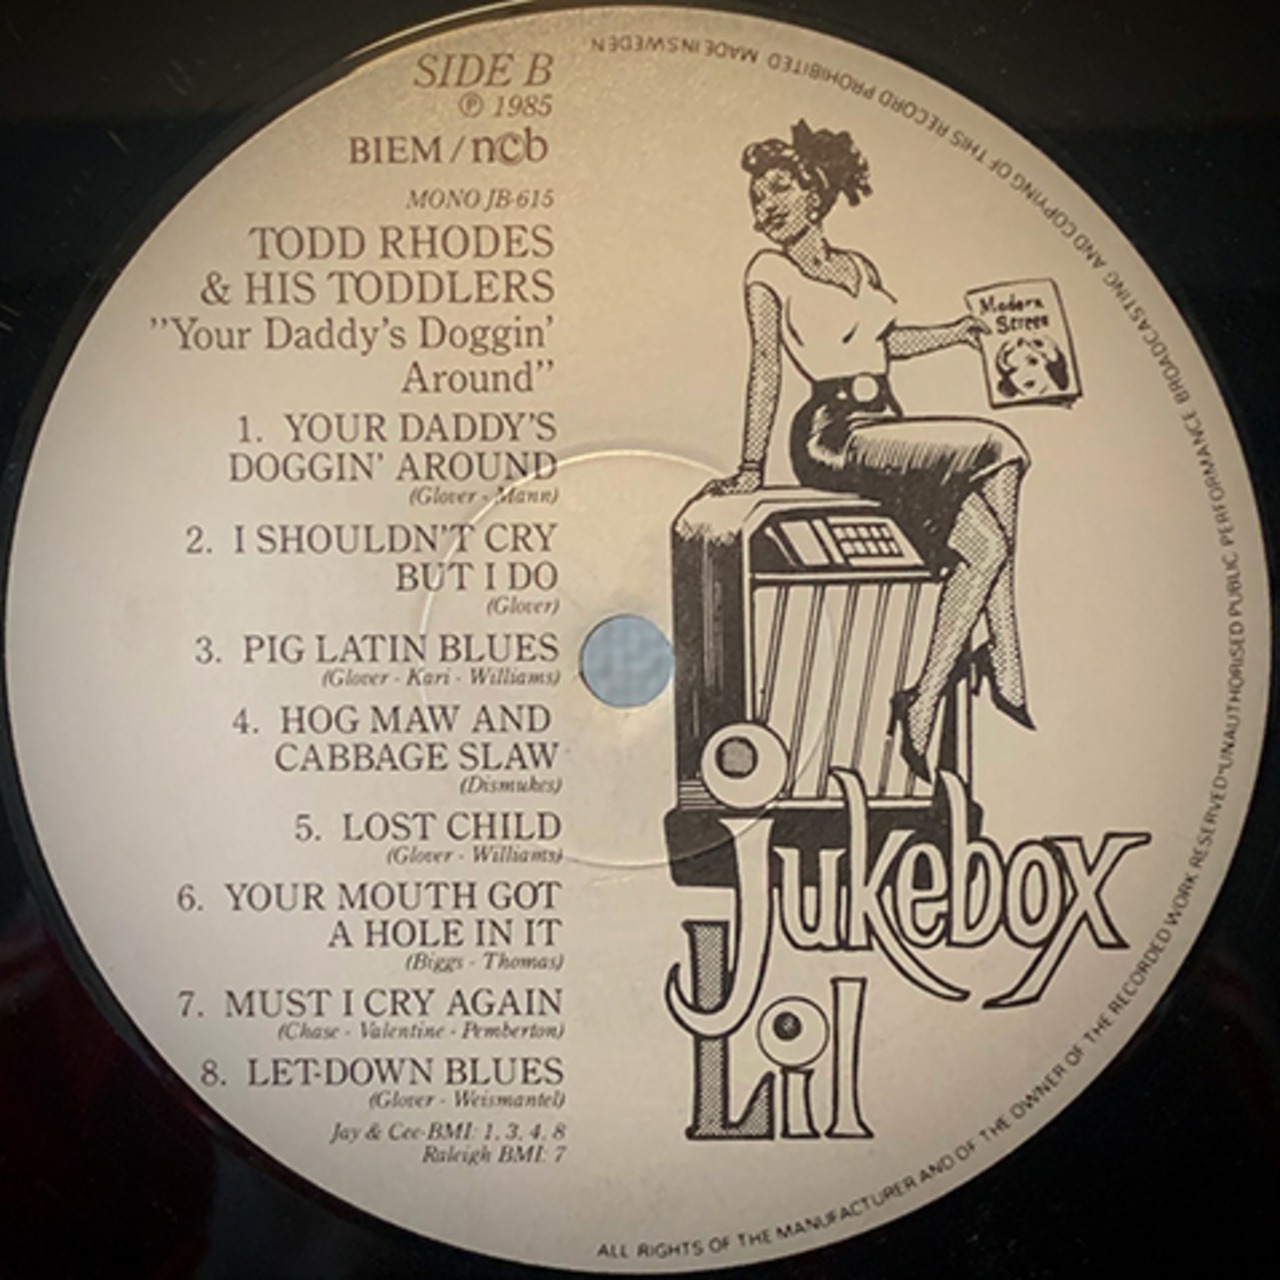 SIDE B
℗ 1985
BIEM/ncb
MONO JB-615
TODD RHODES
& HIS TODDLERS
"Your Daddy's Doggin'
Around"
1. YOUR DADDY'S
DOGGIN' AROUND
(Glover - Mann)
2. I SHOULDN'T CRY
BUT I DO
(Glover)
3. PIG LATIN BLUES
(Glover - Kari - Williams)
4. HOG MAW AND
CABBAGE SLAW
(Dismukes)
5. LOST CHILD
(Glover - Williams)
6. YOUR MOUTH GOT
A HOLE IN IT
(Biggs - Thomas)
7. MUST I CRY AGAIN
(Chase - Valentine - Pemberton)
8. LET-DOWN BLUES
(Glover - Weismantel)
Jay & Cee-BMI: 1, 3, 4, 8
Raleigh BMI: 7
Modern
Screen
jukebox
Lil
ALL RIGHTS OF THE MANUFACTURER AND OF THE OWNER OF THE RECORDED WORK RESERVED·UNAUTHORISED PUBLIC PERFORMANCE BROADCASTING AND COPYING OF THIS RECORD PROHIBITED MADE IN SWEDEN